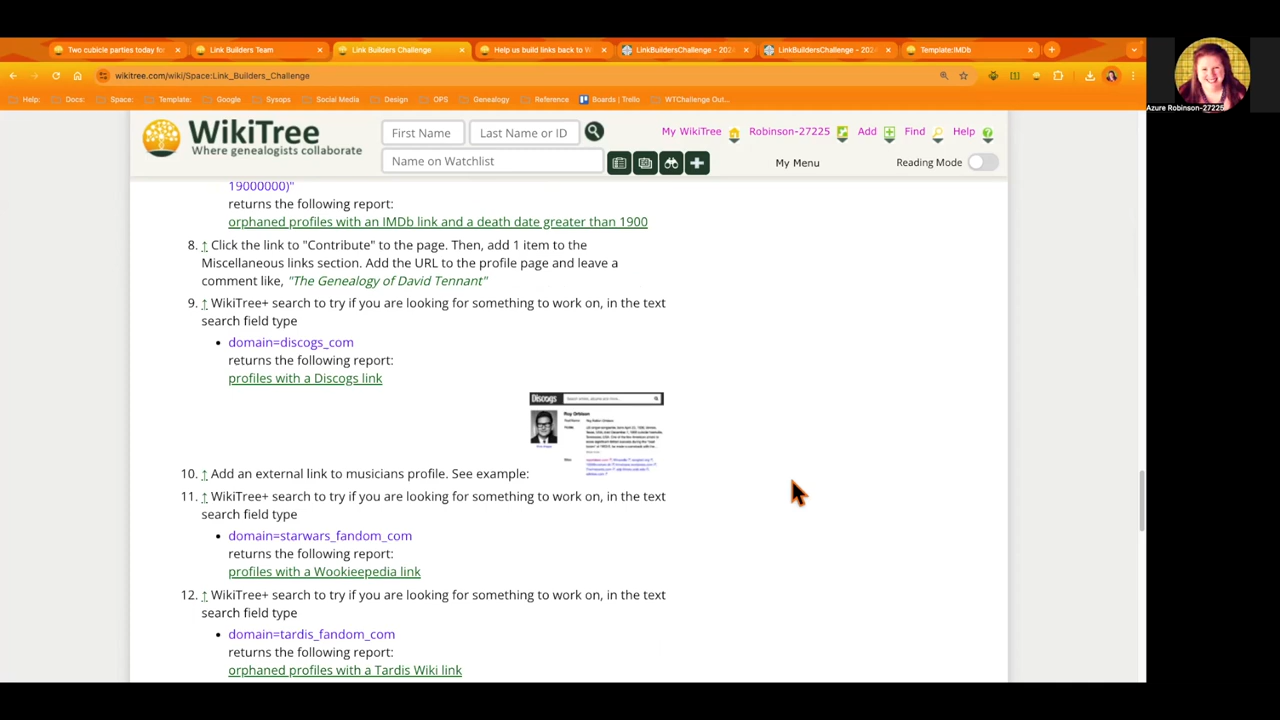 Two cubicle parties today for
Link Builders Team
Link Builders Challenge
Help us build links back to W
LinkBuildersChallenge - 202
LinkBuildersChallenge - 202
Template:IMDb
wikitree.com/wiki/Space:Link_Builders_Challenge
Help:
Docs:
Space:
Template:
Google
Sysops
Social Media
Design
OPS
Genealogy
Reference
Boards | Trello
WTChallenge Out...
Azure Robinson-27225
WikiTree
Where genealogists collaborate
First Name
Last Name or ID
Name on Watchlist
My WikiTree
Robinson-27225
Add
Find
Help
My Menu
Reading Mode
19000000)"
returns the following report:
orphaned profiles with an IMDb link and a death date greater than 1900
8. ↑ Click the link to "Contribute" to the page. Then, add 1 item to the
Miscellaneous links section. Add the URL to the profile page and leave a
comment like, "The Genealogy of David Tennant"
9. ↑ WikiTree+ search to try if you are looking for something to work on, in the text
search field type
• domain=discogs_com
returns the following report:
profiles with a Discogs link
Discogs
Roy Orbison
10. ↑ Add an external link to musicians profile. See example:
11. ↑ WikiTree+ search to try if you are looking for something to work on, in the text
search field type
• domain=starwars_fandom_com
returns the following report:
profiles with a Wookieepedia link
12. ↑ WikiTree+ search to try if you are looking for something to work on, in the text
search field type
• domain=tardis_fandom_com
returns the following report:
orphaned profiles with a Tardis Wiki link